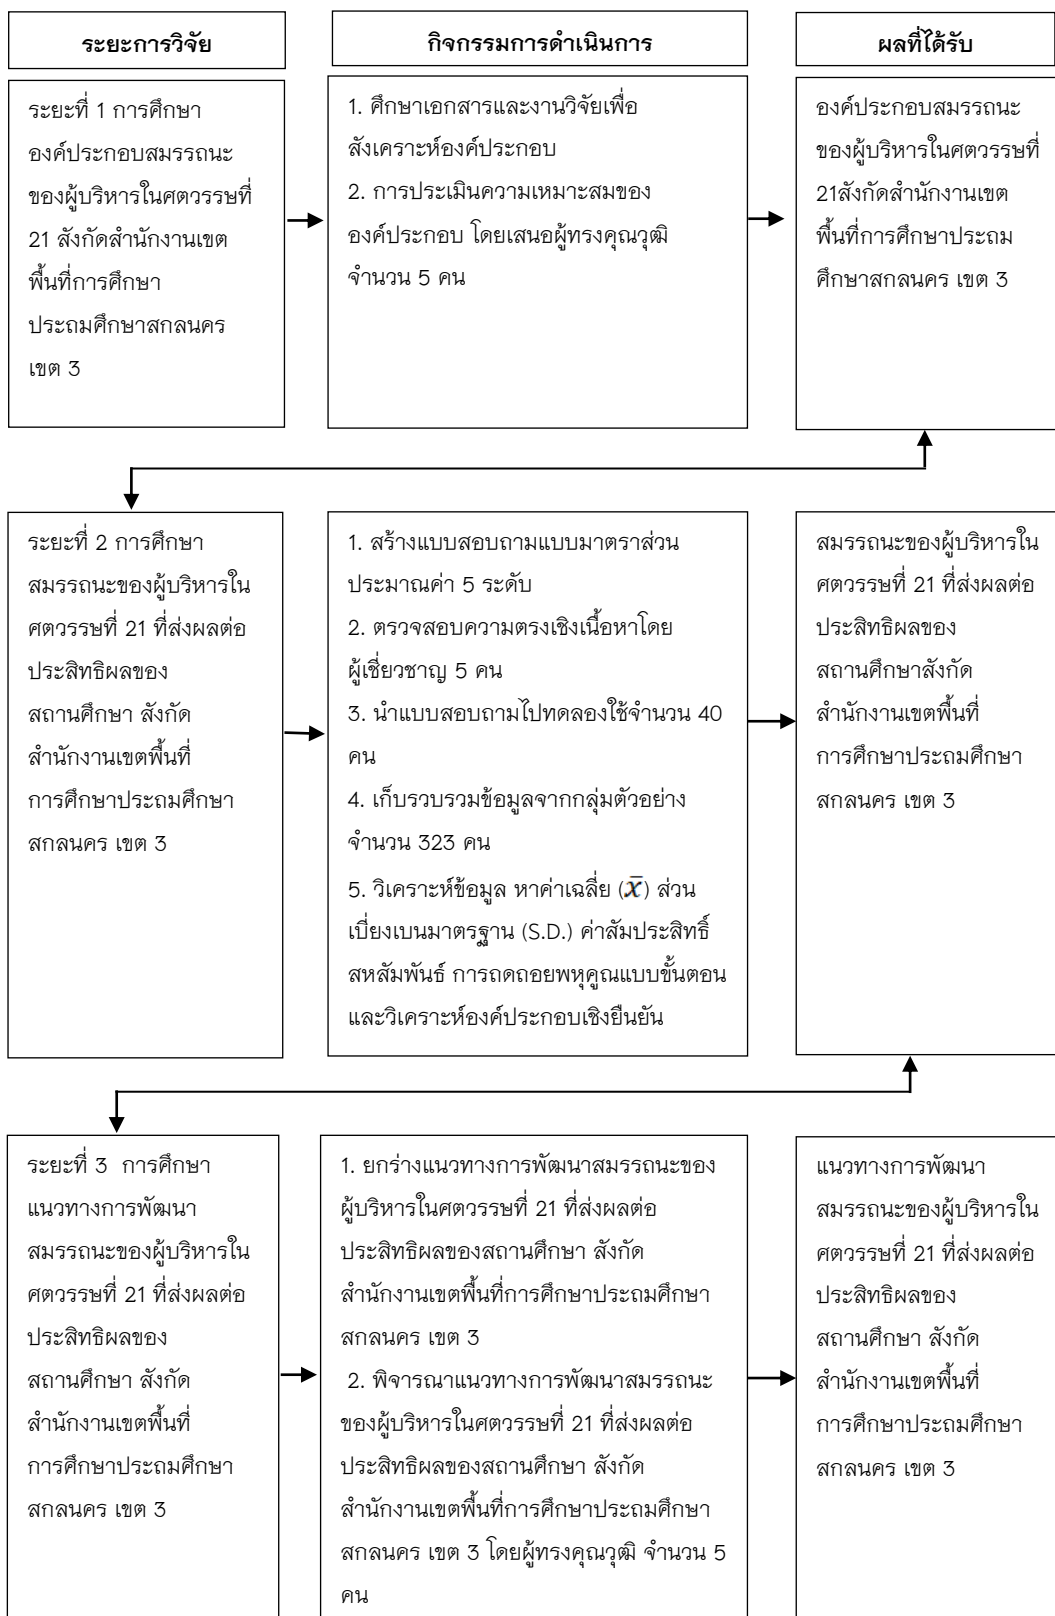 ระยะการวิจัย
กิจกรรมการดำเนินการ
ผลที่ได้รับ
ระยะที่ 1 การศึกษา
องค์ประกอบสมรรถนะ
ของผู้บริหารในศตวรรษที่
21 สังกัดสำนักงานเขต
พื้นที่การศึกษา
ประถมศึกษาสกลนคร
เขต 3
1. ศึกษาเอกสารและงานวิจัยเพื่อ
สังเคราะห์องค์ประกอบ
2. การประเมินความเหมาะสมของ
องค์ประกอบ โดยเสนอผู้ทรงคุณวุฒิ
จำนวน 5 คน
องค์ประกอบสมรรถนะ
ของผู้บริหารในศตวรรษที่
21สังกัดสำนักงานเขต
พื้นที่การศึกษาประถม
ศึกษาสกลนคร เขต 3
ระยะที่ 2 การศึกษา
สมรรถนะของผู้บริหารใน
ศตวรรษที่ 21 ที่ส่งผลต่อ
ประสิทธิผลของ
สถานศึกษา สังกัด
สำนักงานเขตพื้นที่
การศึกษาประถมศึกษา
สกลนคร เขต 3
1. สร้างแบบสอบถามแบบมาตราส่วน
ประมาณค่า 5 ระดับ
2. ตรวจสอบความตรงเชิงเนื้อหาโดย
ผู้เชี่ยวชาญ 5 คน
3. นำแบบสอบถามไปทดลองใช้จำนวน 40
คน
4. เก็บรวบรวมข้อมูลจากกลุ่มตัวอย่าง
จำนวน 323 คน
5. วิเคราะห์ข้อมูล หาค่าเฉลี่ย (x̄) ส่วน
เบี่ยงเบนมาตรฐาน (S.D.) ค่าสัมประสิทธิ์
สหสัมพันธ์ การถดถอยพหุคูณแบบขั้นตอน
และวิเคราะห์องค์ประกอบเชิงยืนยัน
สมรรถนะของผู้บริหารใน
ศตวรรษที่ 21 ที่ส่งผลต่อ
ประสิทธิผลของ
สถานศึกษาสังกัด
สำนักงานเขตพื้นที่
การศึกษาประถมศึกษา
สกลนคร เขต 3
ระยะที่ 3 การศึกษา
แนวทางการพัฒนา
สมรรถนะของผู้บริหารใน
ศตวรรษที่ 21 ที่ส่งผลต่อ
ประสิทธิผลของ
สถานศึกษา สังกัด
สำนักงานเขตพื้นที่
การศึกษาประถมศึกษา
สกลนคร เขต 3
1. ยกร่างแนวทางการพัฒนาสมรรถนะของ
ผู้บริหารในศตวรรษที่ 21 ที่ส่งผลต่อ
ประสิทธิผลของสถานศึกษา สังกัด
สำนักงานเขตพื้นที่การศึกษาประถมศึกษา
สกลนคร เขต 3
2. พิจารณาแนวทางการพัฒนาสมรรถนะ
ของผู้บริหารในศตวรรษที่ 21 ที่ส่งผลต่อ
ประสิทธิผลของสถานศึกษา สังกัด
สำนักงานเขตพื้นที่การศึกษาประถมศึกษา
สกลนคร เขต 3 โดยผู้ทรงคุณวุฒิ จำนวน 5
คน
แนวทางการพัฒนา
สมรรถนะของผู้บริหารใน
ศตวรรษที่ 21 ที่ส่งผลต่อ
ประสิทธิผลของ
สถานศึกษา สังกัด
สำนักงานเขตพื้นที่
การศึกษาประถมศึกษา
สกลนคร เขต 3